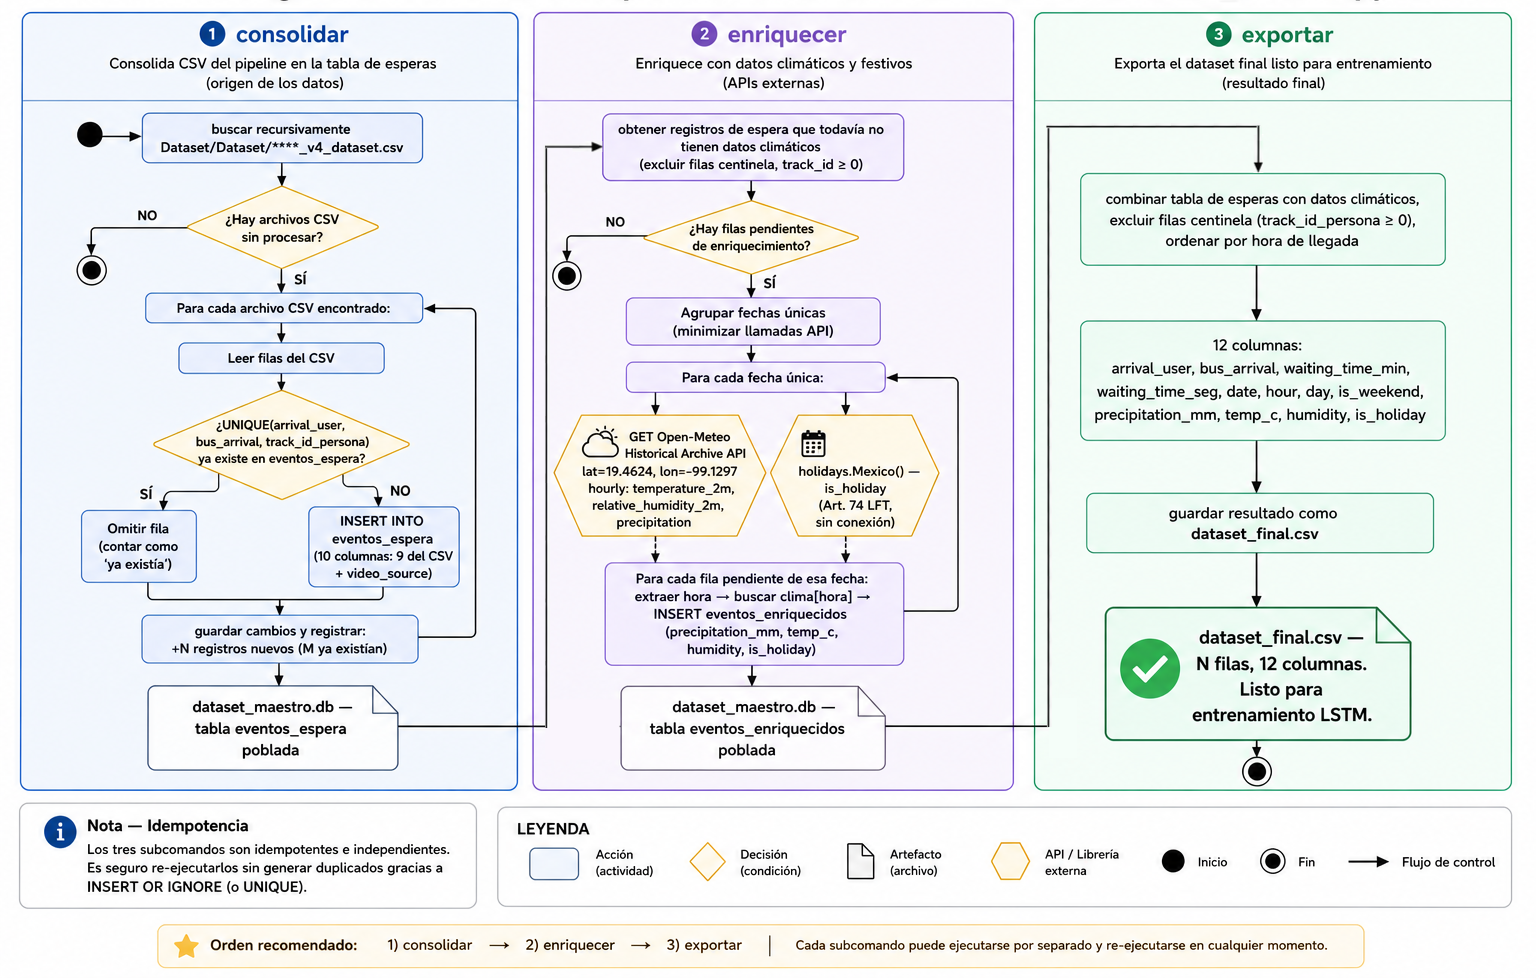 1 consolidar
Consolida CSV del pipeline en la tabla de esperas
(origen de los datos)
buscar recursivamente
Dataset/Dataset/****_v4_dataset.csv
¿Hay archivos CSV
sin procesar?
NO
SÍ
Para cada archivo CSV encontrado:
Leer filas del CSV
¿UNIQUE(arrival_user,
bus_arrival, track_id_persona)
ya existe en eventos_espera?
SÍ
NO
Omitir fila
(contar como
‘ya existía’)
INSERT INTO
eventos_espera
(10 columnas: 9 del CSV
+ video_source)
guardar cambios y registrar:
+N registros nuevos (M ya existían)
dataset_maestro.db —
tabla eventos_espera
poblada
2 enriquecer
Enriquece con datos climáticos y festivos
(APIs externas)
obtener registros de espera que todavía no
tienen datos climáticos
(excluir filas centinela, track_id ≥ 0)
¿Hay filas pendientes
de enriquecimiento?
NO
SÍ
Agrupar fechas únicas
(minimizar llamadas API)
Para cada fecha única:
GET Open-Meteo
Historical Archive API
lat=19.4624, lon=-99.1297
hourly: temperature_2m,
relative_humidity_2m,
precipitation
holidays.Mexico() —
is_holiday
(Art. 74 LFT,
sin conexión)
Para cada fila pendiente de esa fecha:
extraer hora → buscar clima[hora] →
INSERT eventos_enriquecidos
(precipitation_mm, temp_c,
humidity, is_holiday)
dataset_maestro.db —
tabla eventos_enriquecidos
poblada
3 exportar
Exporta el dataset final listo para entrenamiento
(resultado final)
combinar tabla de esperas con datos climáticos,
excluir filas centinela (track_id_persona ≥ 0),
ordenar por hora de llegada
12 columnas:
arrival_user, bus_arrival, waiting_time_min,
waiting_time_seg, date, hour, day, is_weekend,
precipitation_mm, temp_c, humidity, is_holiday
guardar resultado como
dataset_final.csv
dataset_final.csv —
N filas, 12 columnas.
Listo para
entrenamiento LSTM.
Nota — Idempotencia
Los tres subcomandos son idempotentes e independientes.
Es seguro re-ejecutarlos sin generar duplicados gracias a
INSERT OR IGNORE (o UNIQUE).
LEYENDA
Acción
(actividad)
Decisión
(condición)
Artefacto
(archivo)
API / Librería
externa
Inicio
Fin
Flujo de control
Orden recomendado: 1) consolidar → 2) enriquecer → 3) exportar | Cada subcomando puede ejecutarse por separado y re-ejecutarse en cualquier momento.